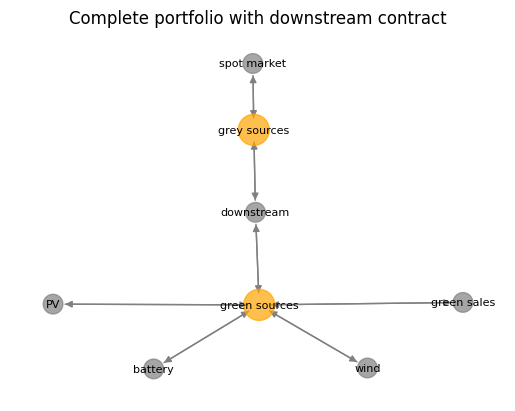 Complete portfolio with downstream contract
spot market
grey sources
downstream
PV
green sources
green sales
battery
wind